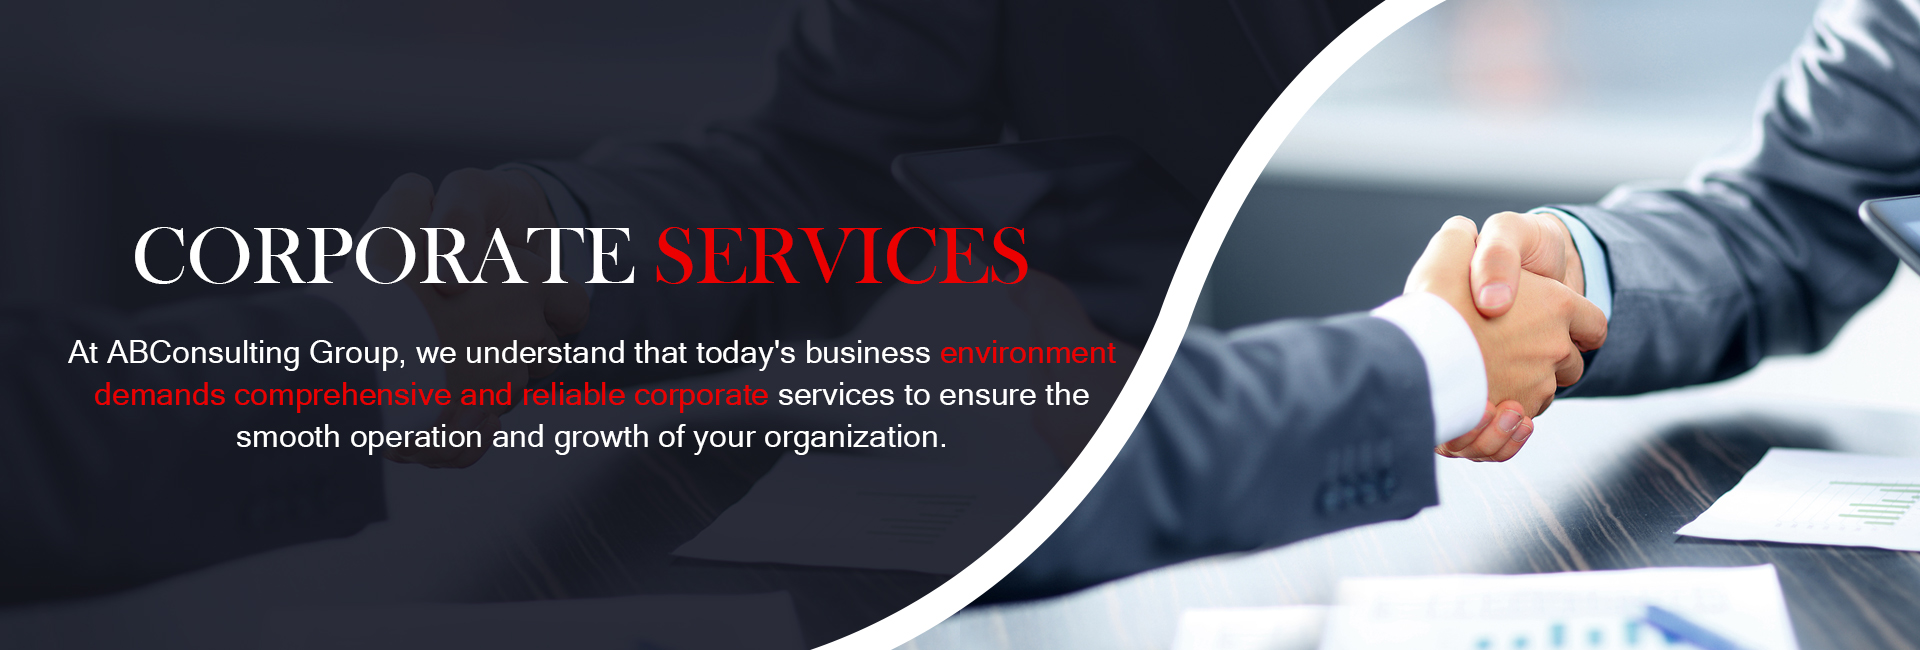 CORPORATE SERVICES
At ABConsulting Group, we understand that today's business environment
demands comprehensive and reliable corporate services to ensure the
smooth operation and growth of your organization.